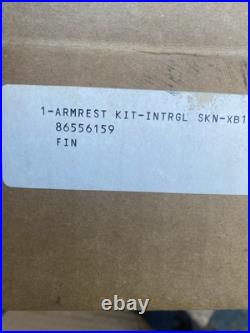 1-ARMREST KIT-INTRGL SKN-XB1
86556159
FIN